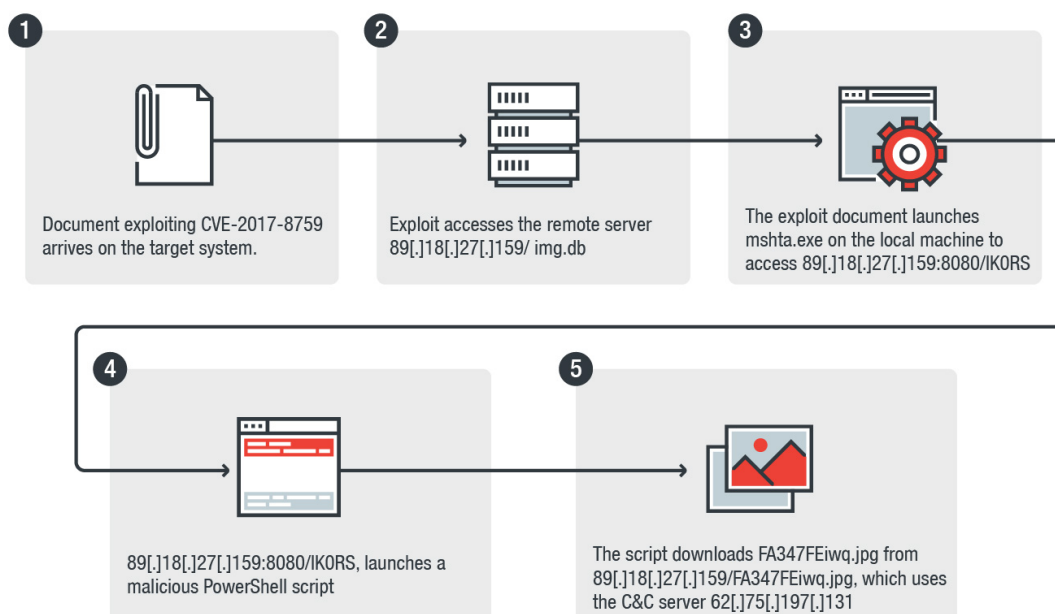 1
Document exploiting CVE-2017-8759
arrives on the target system.
2
Exploit accesses the remote server
89[.]18[.]27[.]159/ img.db
3
The exploit document launches
mshta.exe on the local machine to
access 89[.]18[.]27[.]159:8080/lK0RS
4
89[.]18[.]27[.]159:8080/lK0RS, launches a
malicious PowerShell script
5
The script downloads FA347FEiwq.jpg from
89[.]18[.]27[.]159/FA347FEiwq.jpg, which uses
the C&C server 62[.]75[.]197[.]131